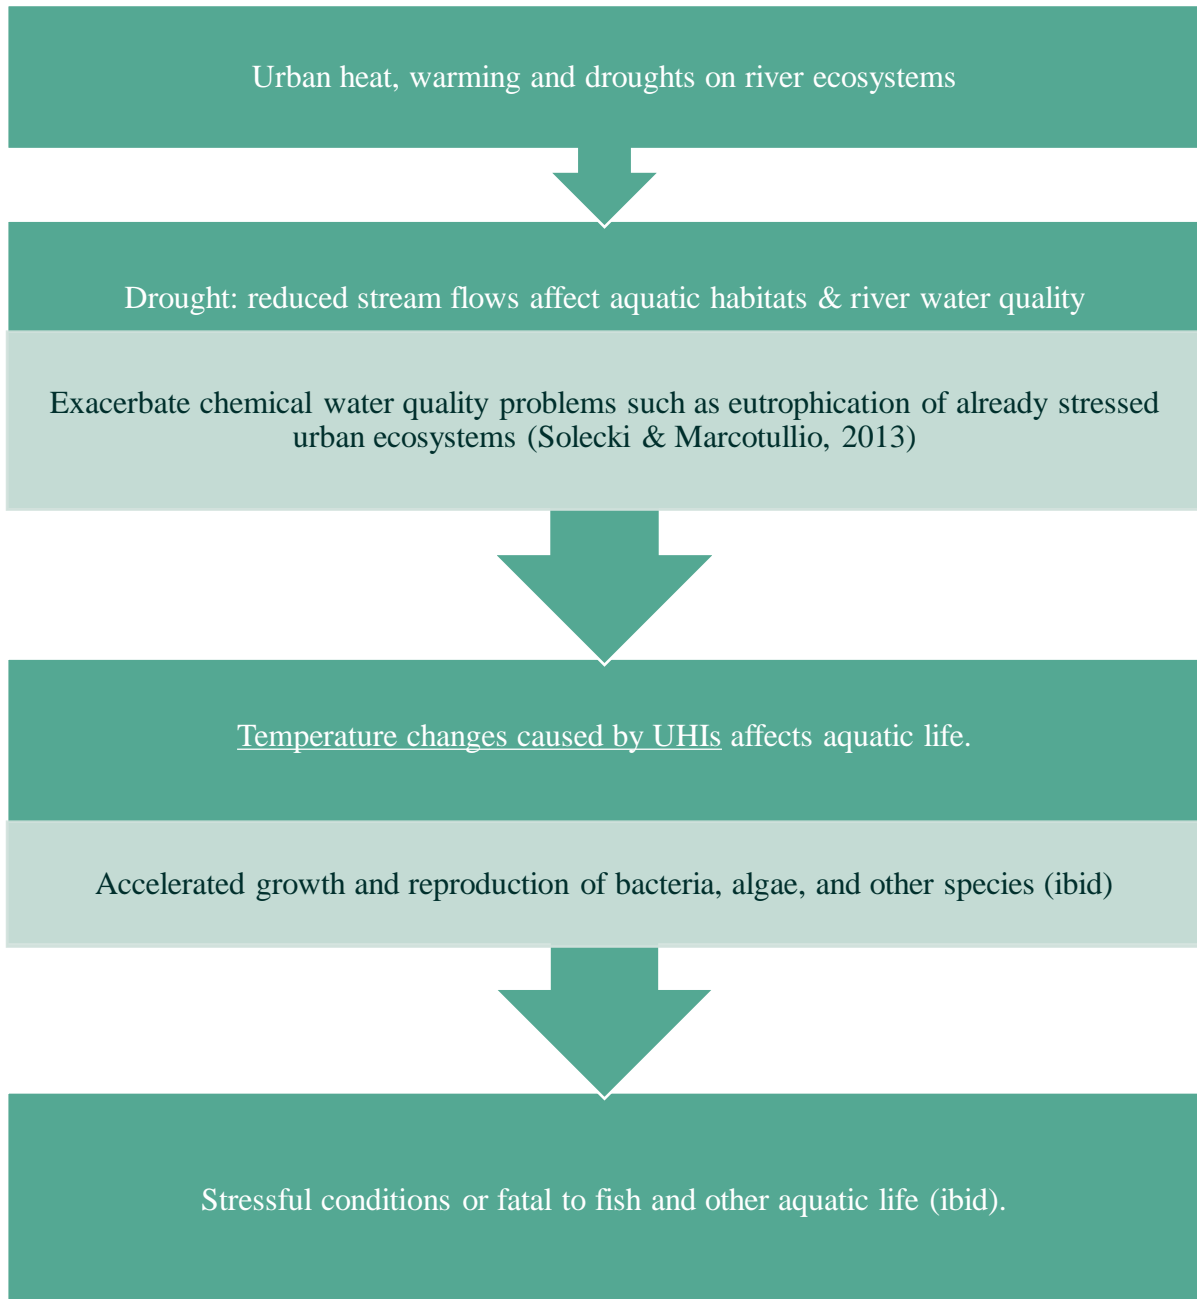 Urban heat, warming and droughts on river ecosystems
Drought: reduced stream flows affect aquatic habitats & river water quality
Exacerbate chemical water quality problems such as eutrophication of already stressed
urban ecosystems (Solecki & Marcotullio, 2013)
Temperature changes caused by UHIs affects aquatic life.
Accelerated growth and reproduction of bacteria, algae, and other species (ibid)
Stressful conditions or fatal to fish and other aquatic life (ibid).